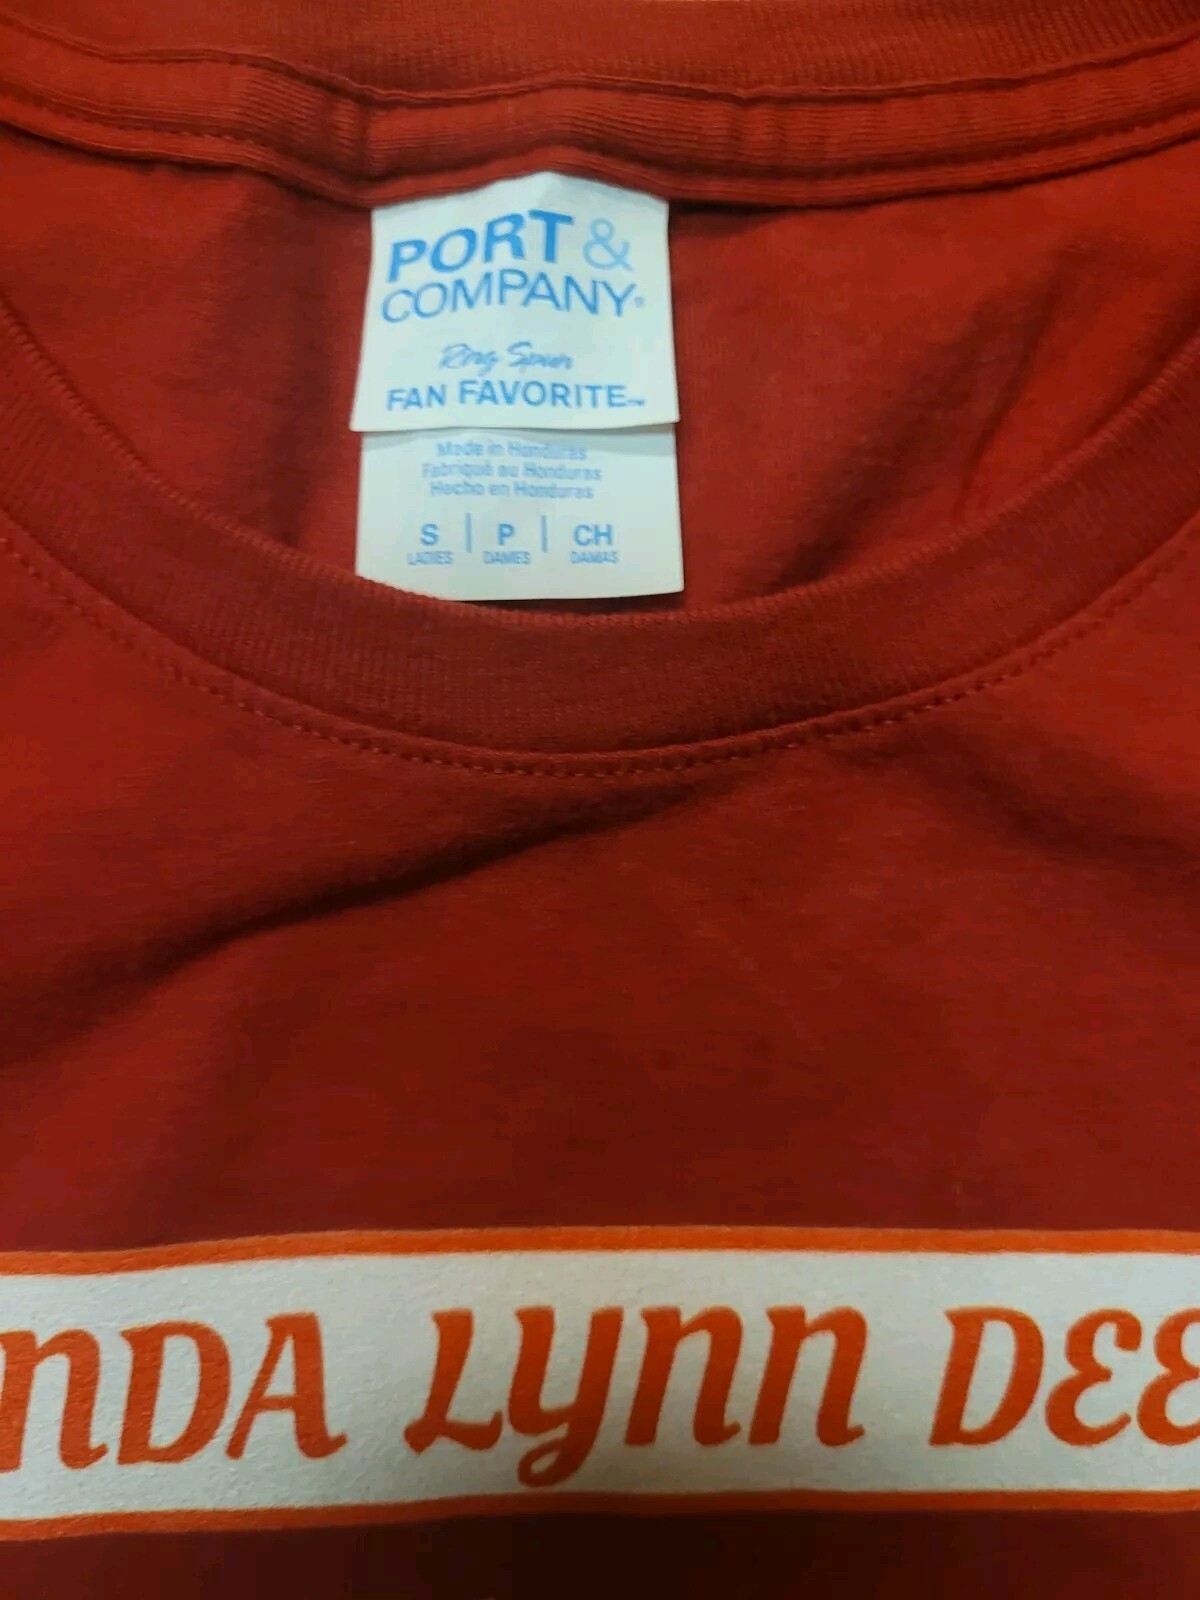 PORT &
COMPANY®
Ring Spun
FAN FAVORITE™
Made in Honduras
Fabriqué au Honduras
Hecho en Honduras
S | P | CH
LADIES DAMES DAMAS
NDA LYNN DEE